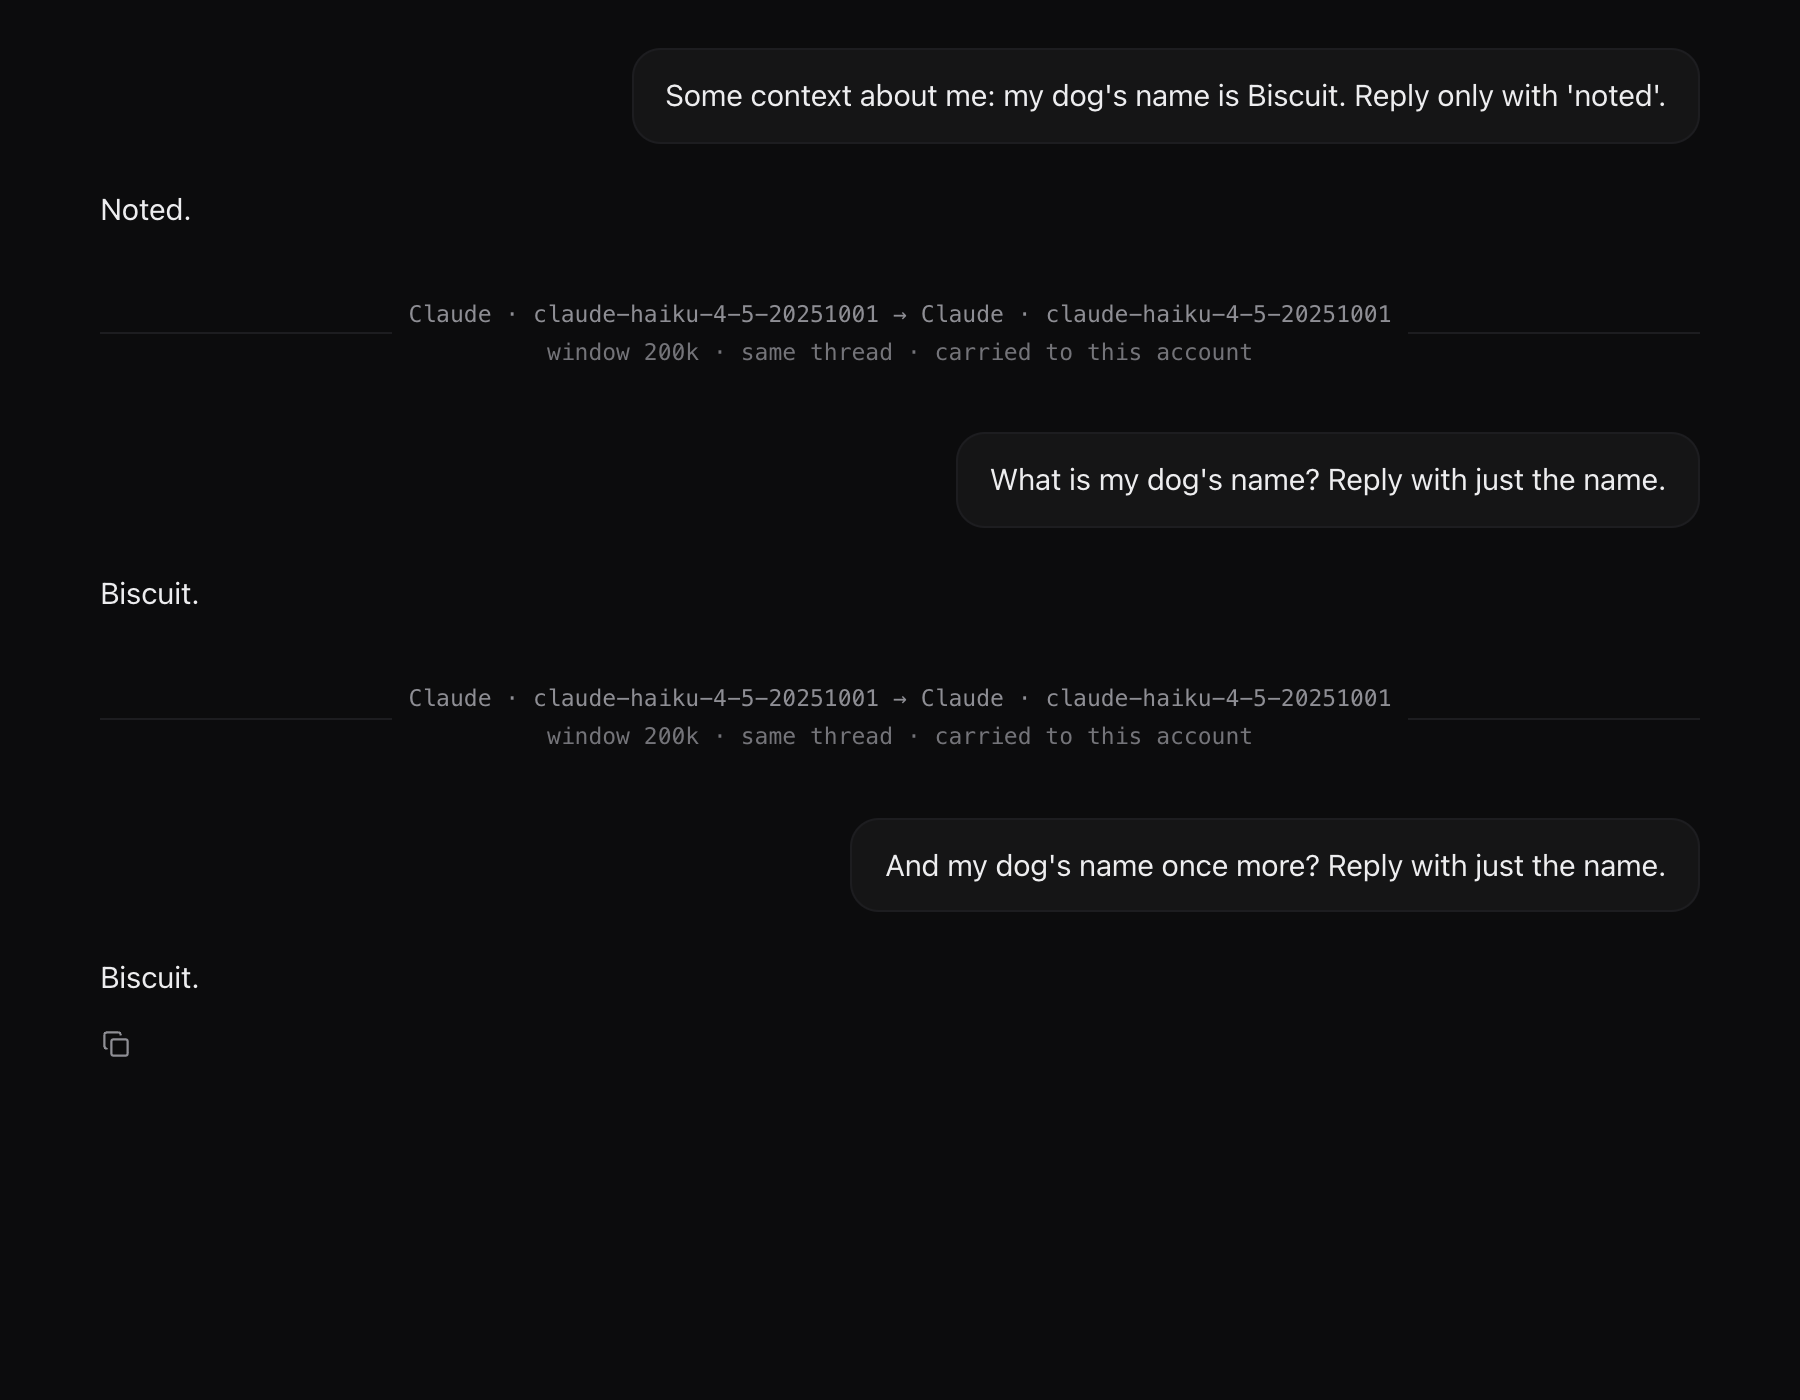 Some context about me: my dog's name is Biscuit. Reply only with 'noted'.
Noted.
Claude · claude-haiku-4-5-20251001 → Claude · claude-haiku-4-5-20251001
window 200k · same thread · carried to this account
What is my dog's name? Reply with just the name.
Biscuit.
Claude · claude-haiku-4-5-20251001 → Claude · claude-haiku-4-5-20251001
window 200k · same thread · carried to this account
And my dog's name once more? Reply with just the name.
Biscuit.